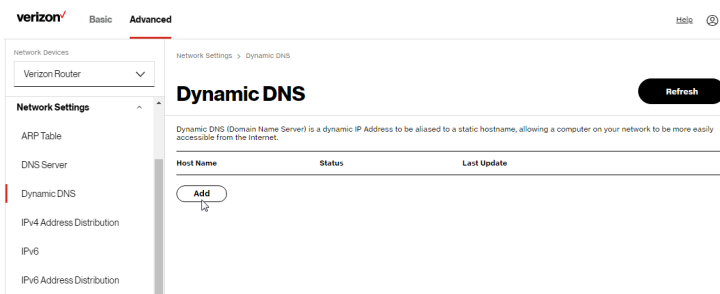 verizon✓ Basic Advanced Help
Network Devices
Verizon Router
Network Settings
ARP Table
DNS Server
Dynamic DNS
IPv4 Address Distribution
IPv6
IPv6 Address Distribution
Network Settings > Dynamic DNS
Dynamic DNS
Refresh
Dynamic DNS (Domain Name Server) is a dynamic IP Address to be aliased to a static hostname, allowing a computer on your network to be more easily
accessible from the Internet.
Host Name Status Last Update
Add